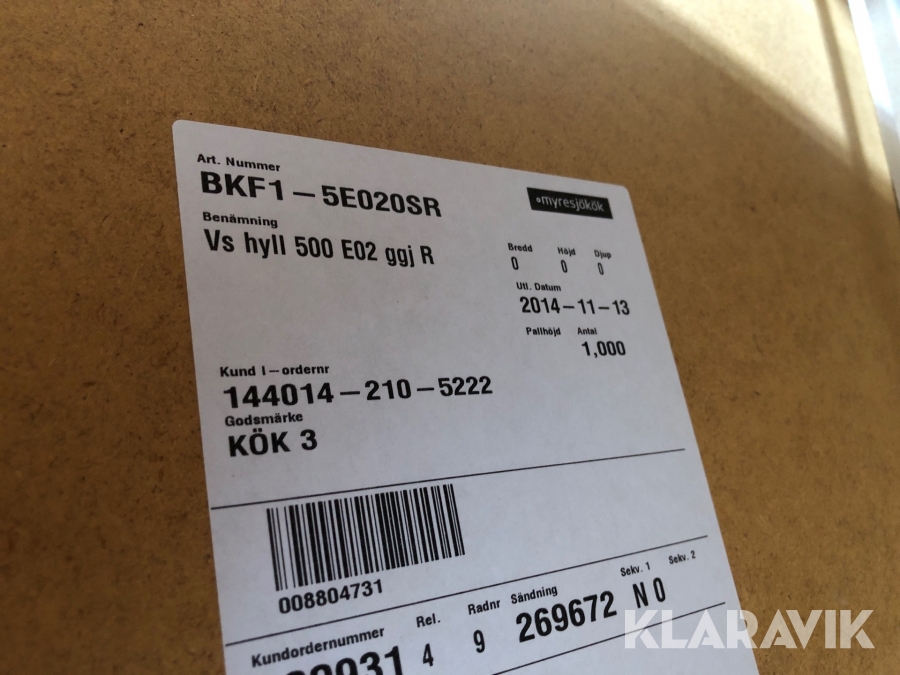 Art. Nummer
BKF1-5E020SR
myresjökök
Benämning
Vs hyll 500 E02 ggj R
Bredd Höjd Djup
0 0 0
Utl. Datum
2014-11-13
Pallhöjd Antal
1,000
Kund I-ordernr
144014-210-5222
Godsmärke
KÖK 3
008804731
Kundordernummer Rel. Radnr Sändning Sekv. 1 Sekv. 2
4 9 269672 N 0
KLARAVIK